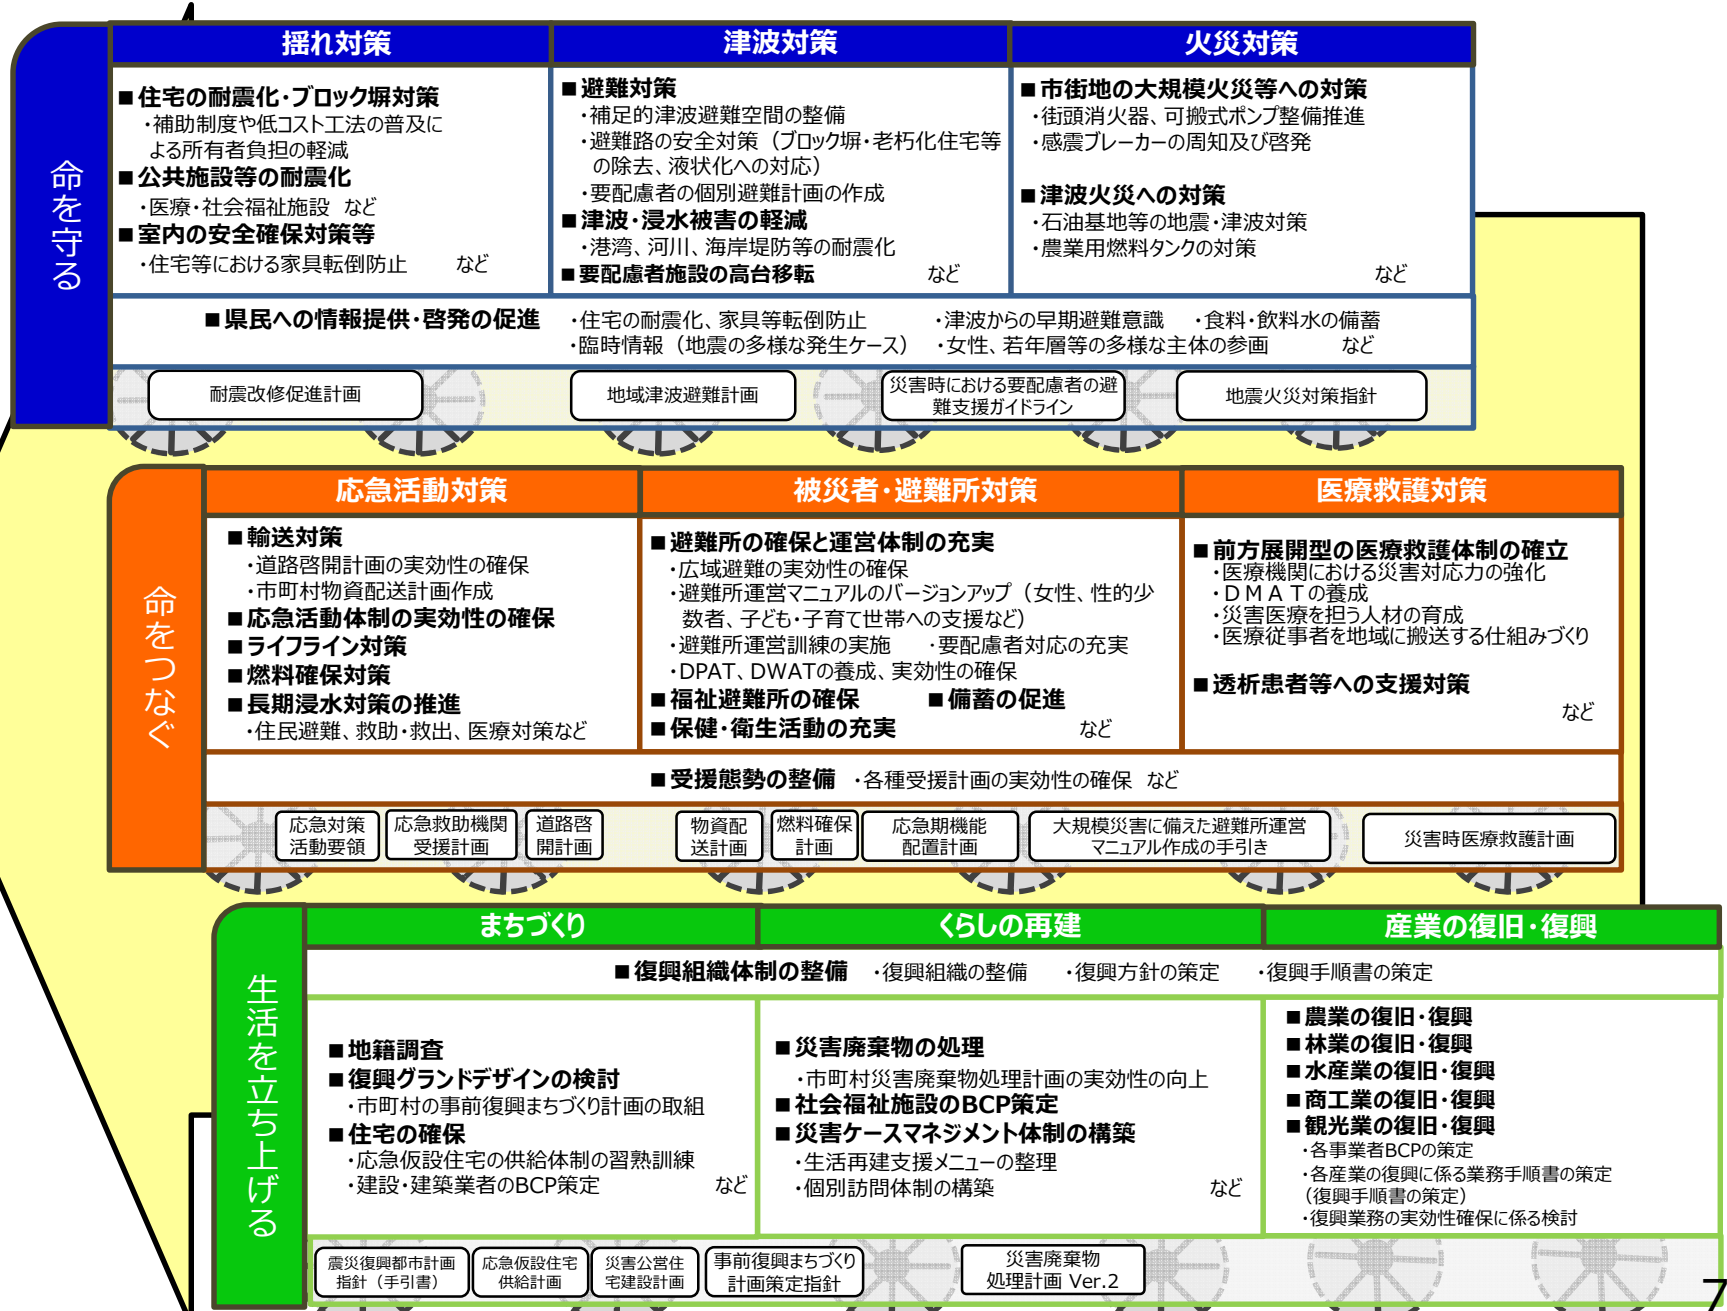 命を守る
揺れ対策
■住宅の耐震化・ブロック塀対策
・補助制度や低コスト工法の普及に
よる所有者負担の軽減
■公共施設等の耐震化
・医療・社会福祉施設 など
■室内の安全確保対策等
・住宅等における家具転倒防止 など
津波対策
■避難対策
・補足的津波避難空間の整備
・避難路の安全対策（ブロック塀・老朽化住宅等
の除去、液状化への対応）
・要配慮者の個別避難計画の作成
■津波・浸水被害の軽減
・港湾、河川、海岸堤防等の耐震化
■要配慮者施設の高台移転 など
火災対策
■市街地の大規模火災等への対策
・街頭消火器、可搬式ポンプ整備推進
・感震ブレーカーの周知及び啓発
■津波火災への対策
・石油基地等の地震・津波対策
・農業用燃料タンクの対策
など
■県民への情報提供・啓発の促進 ・住宅の耐震化、家具等転倒防止 ・津波からの早期避難意識 ・食料・飲料水の備蓄
・臨時情報（地震の多様な発生ケース） ・女性、若年層等の多様な主体の参画 など
耐震改修促進計画
地域津波避難計画
災害時における要配慮者の避
難支援ガイドライン
地震火災対策指針
命をつなぐ
応急活動対策
■輸送対策
・道路啓開計画の実効性の確保
・市町村物資配送計画作成
■応急活動体制の実効性の確保
■ライフライン対策
■燃料確保対策
■長期浸水対策の推進
・住民避難、救助・救出、医療対策など
被災者・避難所対策
■避難所の確保と運営体制の充実
・広域避難の実効性の確保
・避難所運営マニュアルのバージョンアップ（女性、性的少
数者、子ども・子育て世帯への支援など）
・避難所運営訓練の実施 ・要配慮者対応の充実
・DPAT、DWATの養成、実効性の確保
■福祉避難所の確保 ■備蓄の促進
■保健・衛生活動の充実 など
医療救護対策
■前方展開型の医療救護体制の確立
・医療機関における災害対応力の強化
・ＤＭＡＴの養成
・災害医療を担う人材の育成
・医療従事者を地域に搬送する仕組みづくり
■透析患者等への支援対策
など
■受援態勢の整備 ・各種受援計画の実効性の確保 など
応急対策
活動要領
応急救助機関
受援計画
道路啓
開計画
物資配
送計画
燃料確保
計画
応急期機能
配置計画
大規模災害に備えた避難所運営
マニュアル作成の手引き
災害時医療救護計画
生活を立ち上げる
まちづくり
くらしの再建
産業の復旧・復興
■復興組織体制の整備 ・復興組織の整備 ・復興方針の策定 ・復興手順書の策定
■地籍調査
■復興グランドデザインの検討
・市町村の事前復興まちづくり計画の取組
■住宅の確保
・応急仮設住宅の供給体制の習熟訓練
・建設・建築業者のBCP策定 など
■災害廃棄物の処理
・市町村災害廃棄物処理計画の実効性の向上
■社会福祉施設のBCP策定
■災害ケースマネジメント体制の構築
・生活再建支援メニューの整理
・個別訪問体制の構築 など
■農業の復旧・復興
■林業の復旧・復興
■水産業の復旧・復興
■商工業の復旧・復興
■観光業の復旧・復興
・各事業者BCPの策定
・各産業の復興に係る業務手順書の策定
（復興手順書の策定）
・復興業務の実効性確保に係る検討
震災復興都市計画
指針（手引書）
応急仮設住宅
供給計画
災害公営住
宅建設計画
事前復興まちづくり
計画策定指針
災害廃棄物
処理計画 Ver.2
7